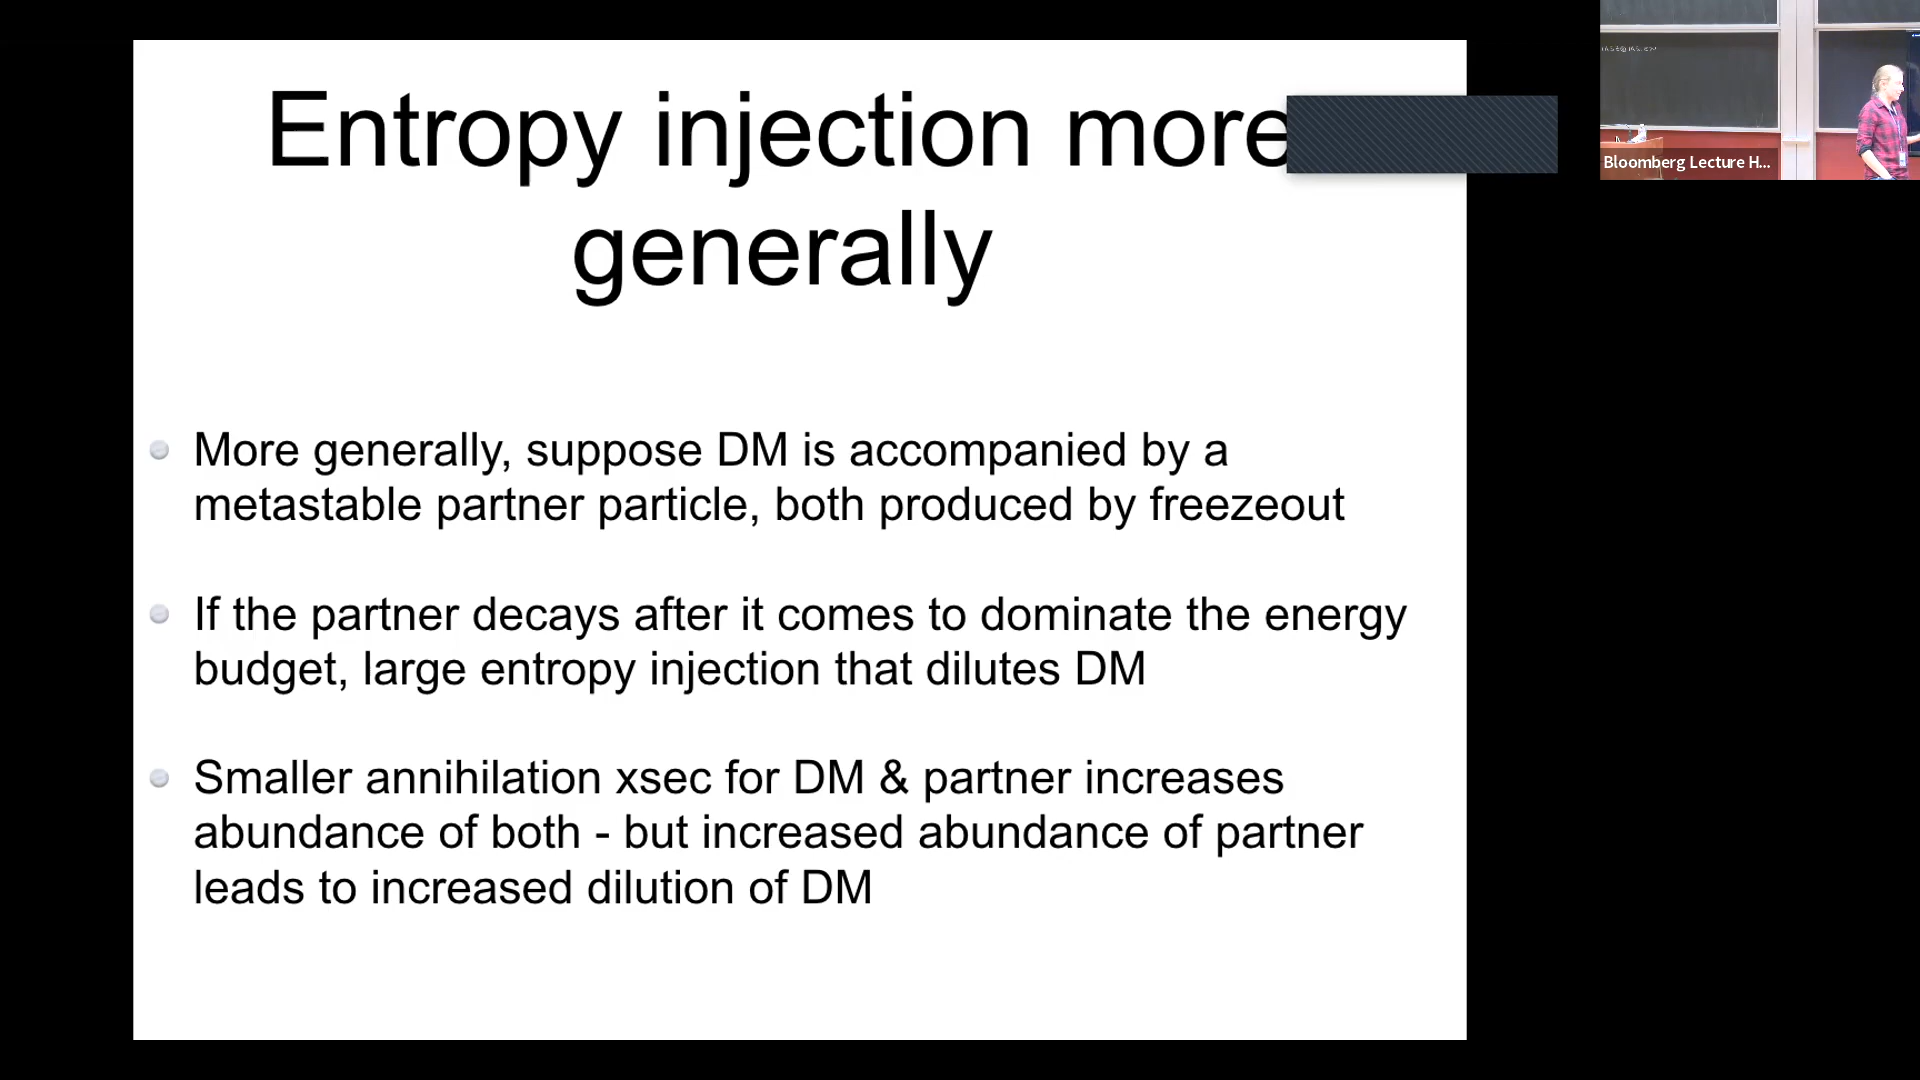 Entropy injection more
generally
More generally, suppose DM is accompanied by a
metastable partner particle, both produced by freezeout
If the partner decays after it comes to dominate the energy
budget, large entropy injection that dilutes DM
Smaller annihilation xsec for DM & partner increases
abundance of both - but increased abundance of partner
leads to increased dilution of DM
Bloomberg Lecture H...